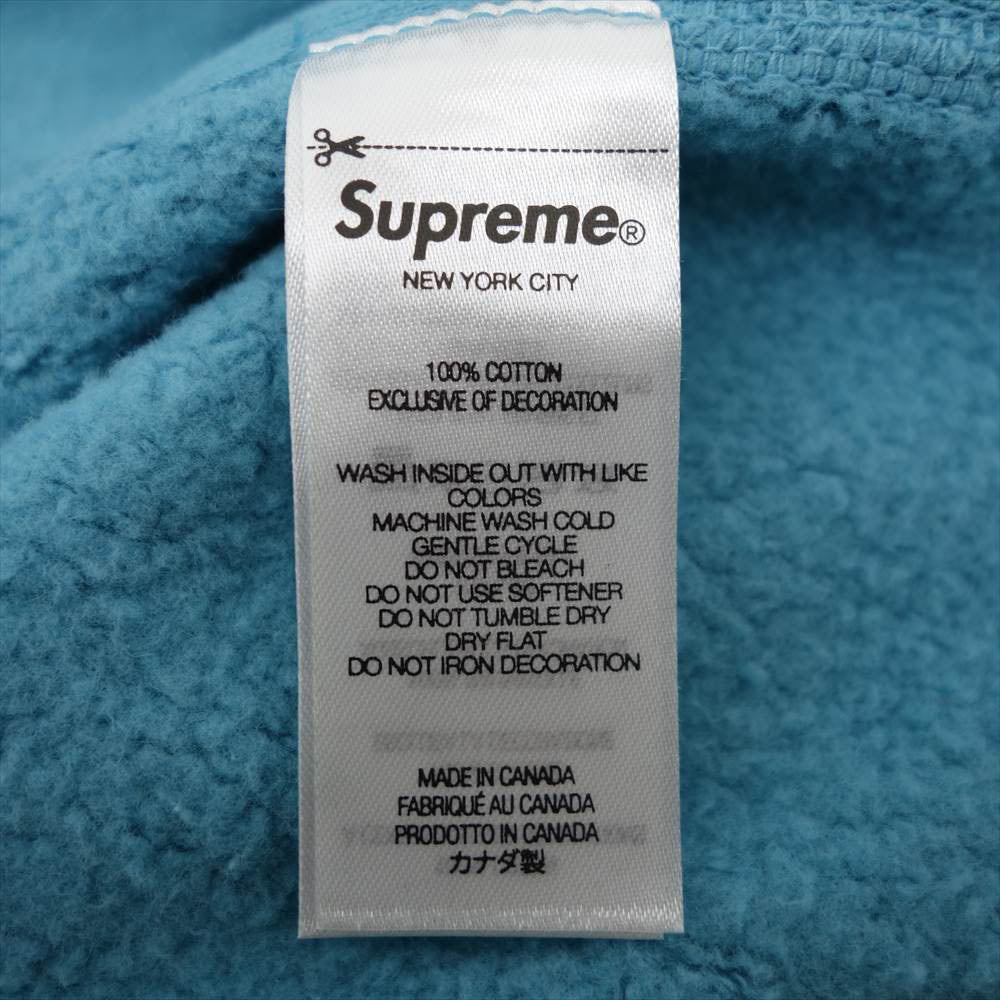 Supreme®
NEW YORK CITY
100% COTTON
EXCLUSIVE OF DECORATION
WASH INSIDE OUT WITH LIKE
COLORS
MACHINE WASH COLD
GENTLE CYCLE
DO NOT BLEACH
DO NOT USE SOFTENER
DO NOT TUMBLE DRY
DRY FLAT
DO NOT IRON DECORATION
MADE IN CANADA
FABRIQUÉ AU CANADA
PRODOTTO IN CANADA
カナダ製